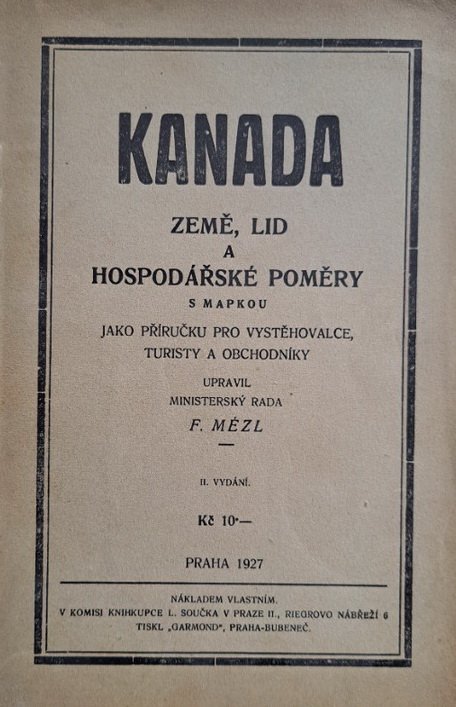 KANADA
ZEMĚ, LID
A
HOSPODÁŘSKÉ POMĚRY
S MAPKOU
JAKO PŘÍRUČKU PRO VYSTĚHOVALCE,
TURISTY A OBCHODNÍKY
UPRAVIL
MINISTERSKÝ RADA
F. MÉZL
II. VYDÁNÍ.
Kč 10·—
PRAHA 1927
NÁKLADEM VLASTNÍM.
V KOMISI KNIHKUPCE L. SOUČKA V PRAZE II., RIEGROVO NÁBŘEŽÍ 6
TISKL „GARMOND", PRAHA-BUBENEČ.